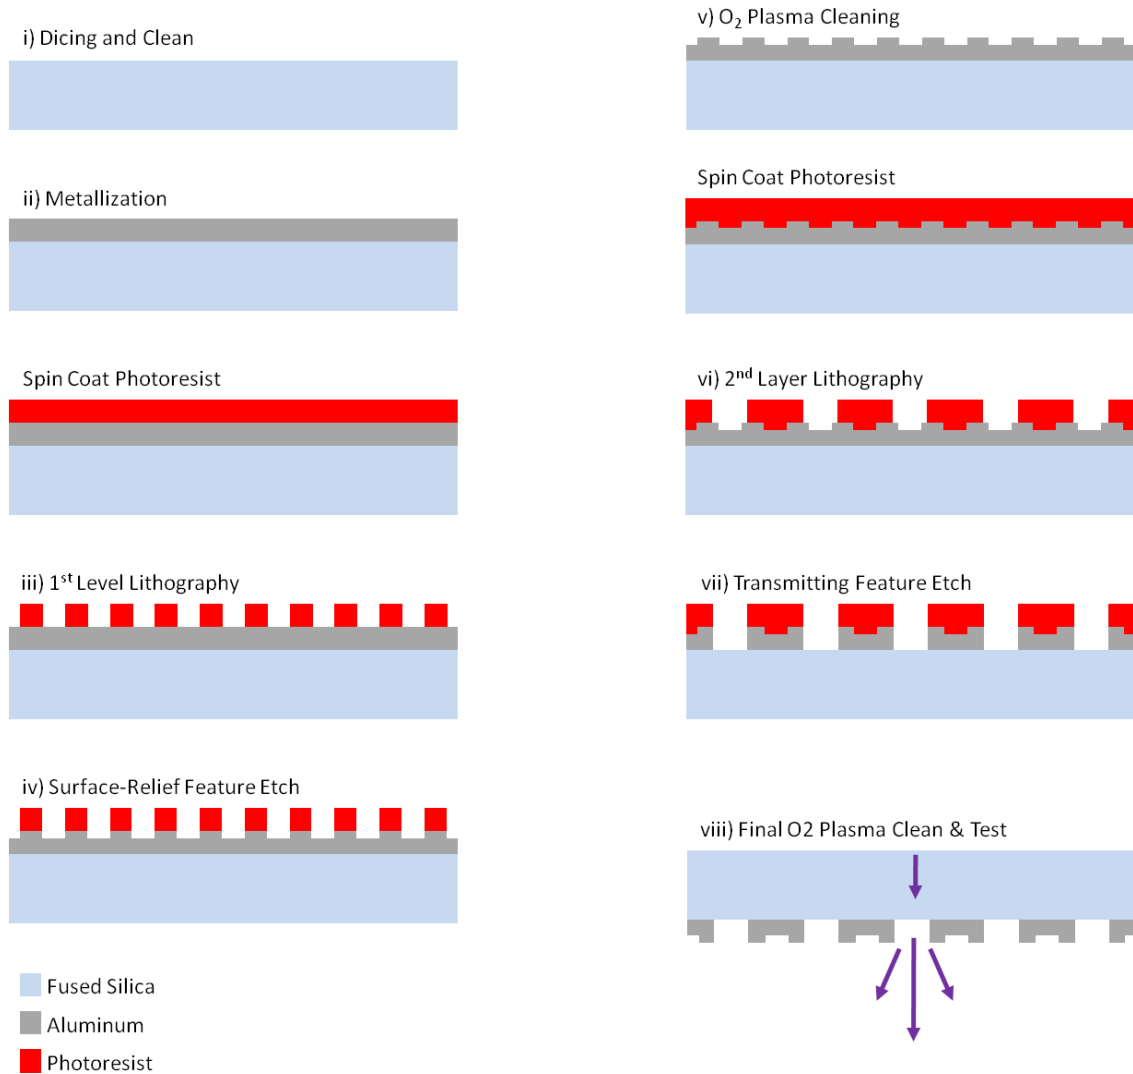 i) Dicing and Clean
ii) Metallization
Spin Coat Photoresist
iii) 1st Level Lithography
iv) Surface-Relief Feature Etch
Fused Silica
Aluminum
Photoresist
v) O2 Plasma Cleaning
Spin Coat Photoresist
vi) 2nd Layer Lithography
vii) Transmitting Feature Etch
viii) Final O2 Plasma Clean & Test